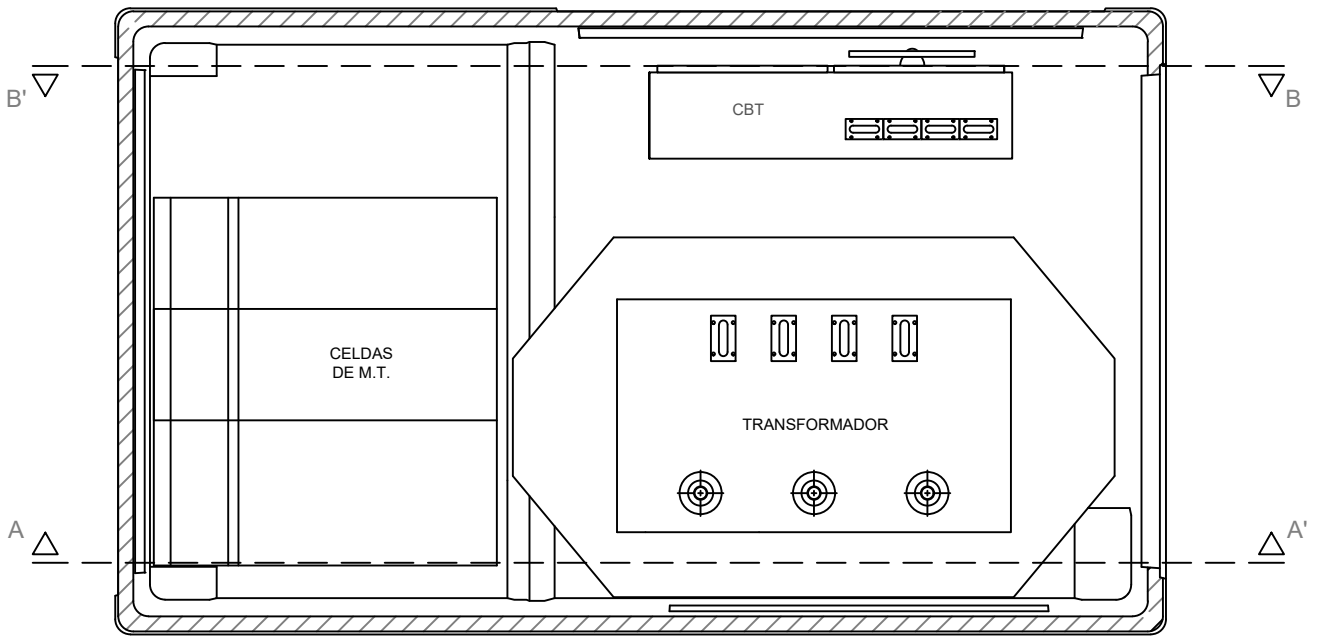 B'
B
CBT
CELDAS
DE M.T.
TRANSFORMADOR
A
A'